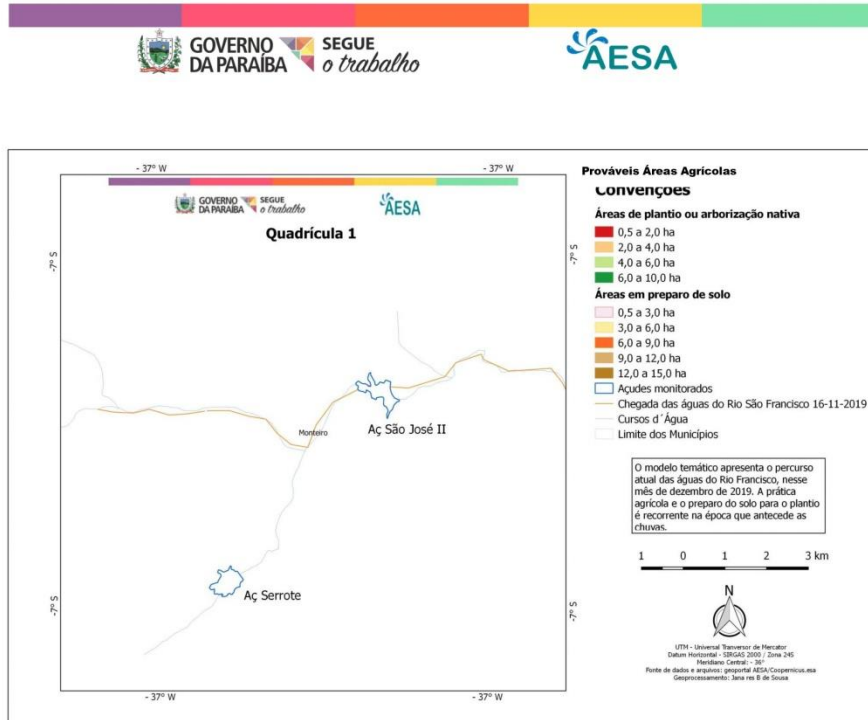 GOVERNO
DA PARAÍBA
SEGUE
o trabalho
AESA
- 37° W
- 37° W
GOVERNO
DA PARAÍBA
SEGUE
o trabalho
AESA
Quadrícula 1
-7° S
-7° S
Monteiro
Aç São José II
Aç Serrote
-7° S
-7° S
- 37° W
- 37° W
Prováveis Áreas Agrícolas
Convenções
Áreas de plantio ou arborização nativa
0,5 a 2,0 ha
2,0 a 4,0 ha
4,0 a 6,0 ha
6,0 a 10,0 ha
Áreas em preparo de solo
0,5 a 3,0 ha
3,0 a 6,0 ha
6,0 a 9,0 ha
9,0 a 12,0 ha
12,0 a 15,0 ha
Açudes monitorados
Chegada das águas do Rio São Francisco 16-11-2019
Cursos d´Água
Limite dos Municípios
O modelo temático apresenta o percurso
atual das águas do Rio Francisco, nesse
mês de dezembro de 2019. A prática
agrícola e o preparo do solo para o plantio
é recorrente na época que antecede as
chuvas.
1 0 1 2 3 km
N
UTM - Universal Tranversor de Mercator
Datum Horizontal - SIRGAS 2000 / Zona 24S
Meridiano Central: - 36°
Fonte de dados e arquivos: geoportal AESA/Coopernicus.esa
Geoprocessamento: Jana res B de Sousa